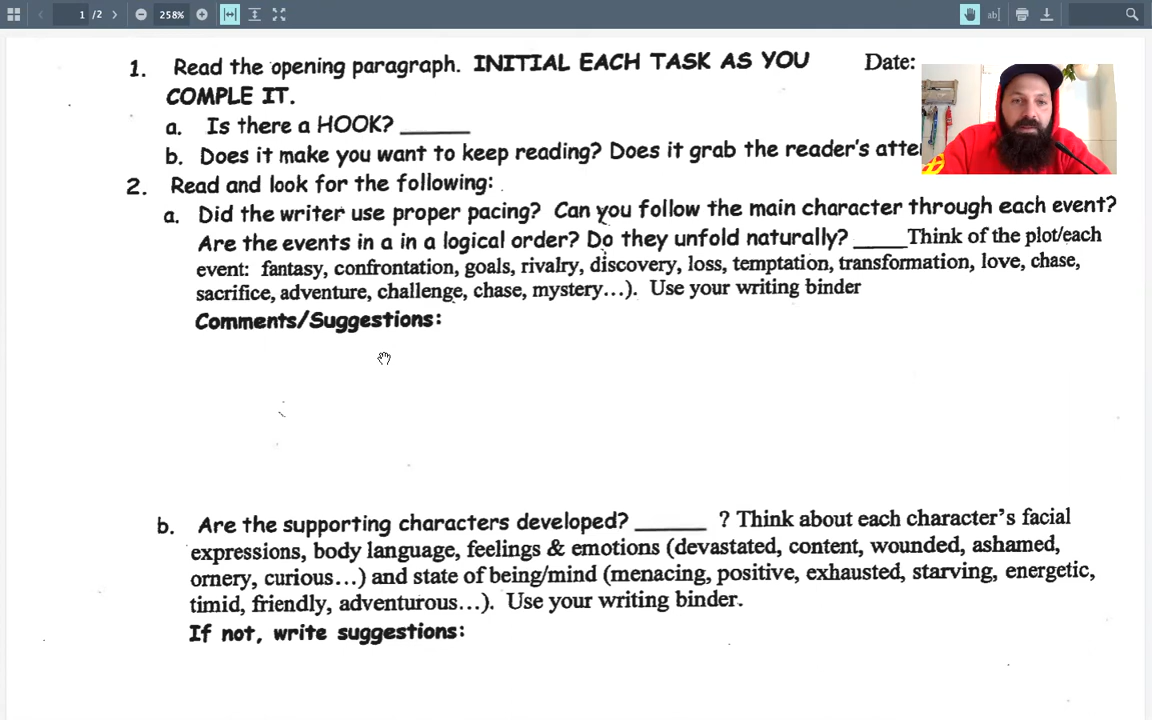 1 /2 258%
1. Read the opening paragraph. INITIAL EACH TASK AS YOU Date:
COMPLE IT.
a. Is there a HOOK? _____
b. Does it make you want to keep reading? Does it grab the reader's atte
2. Read and look for the following:
a. Did the writer use proper pacing? Can you follow the main character through each event?
Are the events in a in a logical order? Do they unfold naturally? ____Think of the plot/each
event: fantasy, confrontation, goals, rivalry, discovery, loss, temptation, transformation, love, chase,
sacrifice, adventure, challenge, chase, mystery…). Use your writing binder
Comments/Suggestions:
b. Are the supporting characters developed? _____ ? Think about each character's facial
expressions, body language, feelings & emotions (devastated, content, wounded, ashamed,
ornery, curious…) and state of being/mind (menacing, positive, exhausted, starving, energetic,
timid, friendly, adventurous…). Use your writing binder.
If not, write suggestions: